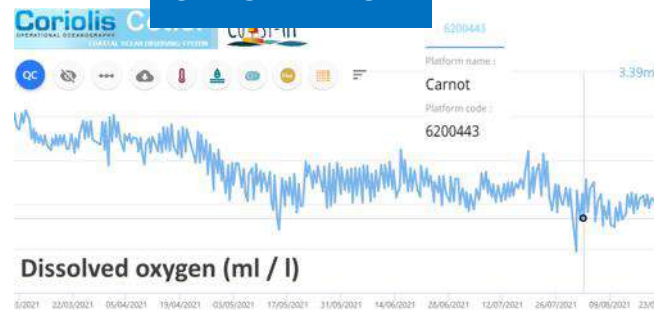 Coriolis
OPERATIONAL OCEANOGRAPHY
COASTAL OCEAN OBSERVING SYSTEM
6200443
Platform name :
Carnot
Platform code :
6200443
QC
3.39m
Dissolved oxygen (ml / l)
22/03/2021 05/04/2021 19/04/2021 03/05/2021 17/05/2021 31/05/2021 14/06/2021 28/06/2021 12/07/2021 26/07/2021 09/08/2021